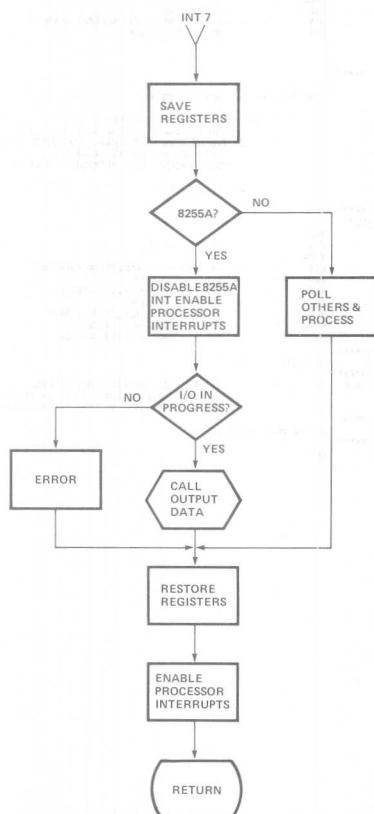 INT 7
SAVE
REGISTERS
8255A?
NO
YES
DISABLE8255A
INT ENABLE
PROCESSOR
INTERRUPTS
POLL
OTHERS &
PROCESS
I/O IN
PROGRESS?
NO
YES
ERROR
CALL
OUTPUT
DATA
RESTORE
REGISTERS
ENABLE
PROCESSOR
INTERRUPTS
RETURN